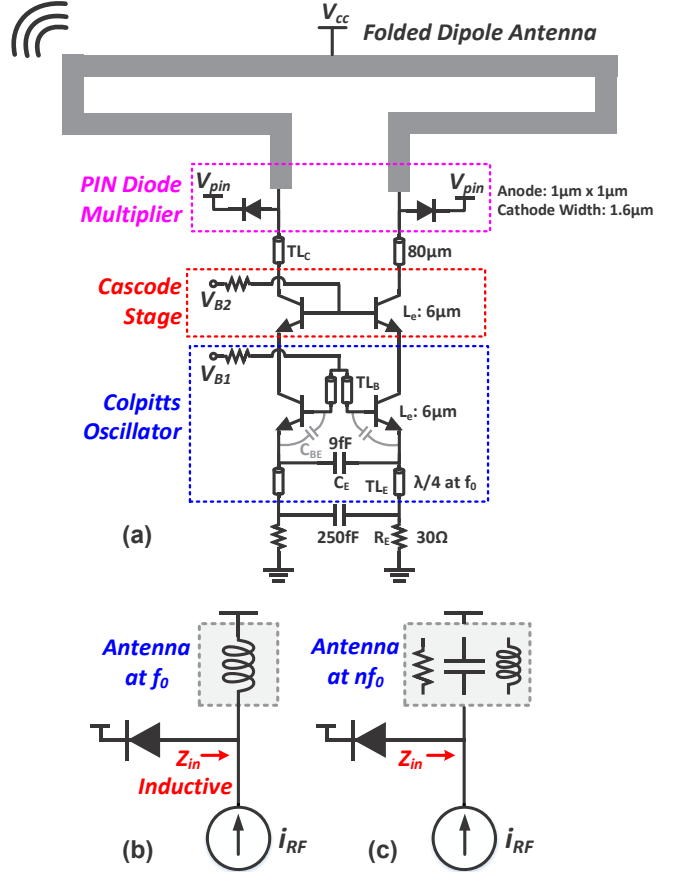 Vcc
Folded Dipole Antenna
PIN Diode
Multiplier
Vpin
Vpin
Anode: 1μm x 1μm
Cathode Width: 1.6μm
TLC
80μm
Cascode
Stage
VB2
Le: 6μm
VB1
TLB
Colpitts
Oscillator
Le: 6μm
CBE
9fF
CE
TLE
λ/4 at f0
(a)
250fF
RE
30Ω
Antenna
at f0
Zin
Inductive
(b)
iRF
Antenna
at nf0
Zin
(c)
iRF